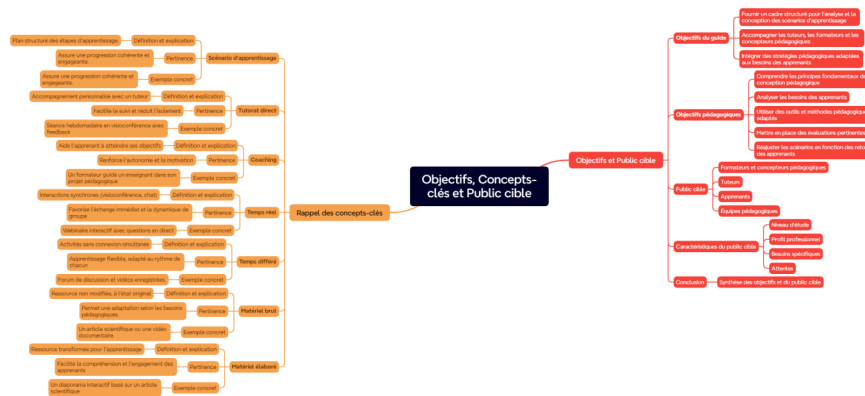 Objectifs, Concepts-
clés et Public cible
Rappel des concepts-clés
Scénario d'apprentissage
Définition et explication
Plan structuré des étapes d'apprentissage
Pertinence
Assure une progression cohérente et
engageante.
Exemple concret
Assure une progression cohérente et
engageante.
Tutorat direct
Définition et explication
Accompagnement personnalisé avec un tuteur
Pertinence
Facilite le suivi et réduit l'isolement
Exemple concret
Séance hebdomadaire en visioconférence avec
feedback
Coaching
Définition et explication
Aide l'apprenant à atteindre ses objectifs
Pertinence
Renforce l'autonomie et la motivation
Exemple concret
Un formateur guide un enseignant dans son
projet pédagogique
Temps réel
Définition et explication
Interactions synchrones (visioconférence, chat)
Pertinence
Favorise l'échange immédiat et la dynamique de
groupe
Exemple concret
Webinaire interactif avec questions en direct
Temps différé
Définition et explication
Activités sans connexion simultanée
Pertinence
Apprentissage flexible, adapté au rythme de
chacun
Exemple concret
Forum de discussion et vidéos enregistrées.
Matériel brut
Définition et explication
Ressource non modifiée, à l'état original
Pertinence
Permet une adaptation selon les besoins
pédagogiques
Exemple concret
Un article scientifique ou une vidéo
documentaire.
Matériel élaboré
Définition et explication
Ressource transformée pour l'apprentissage
Pertinence
Facilite la compréhension et l'engagement des
apprenants
Exemple concret
Un diaporama interactif basé sur un article
scientifique
Objectifs et Public cible
Objectifs du guide
Fournir un cadre structuré pour l'analyse et la
conception des scénarios d'apprentissage
Accompagner les tuteurs, les formateurs et les
concepteurs pédagogiques
Intégrer des stratégies pédagogiques adaptées
aux besoins des apprenants
Objectifs pédagogiques
Comprendre les principes fondamentaux de
conception pédagogique
Analyser les besoins des apprenants
Utiliser des outils et méthodes pédagogique
adaptés
Mettre en place des évaluations pertinentes
Réajuster les scénarios en fonction des reto
des apprenants
Public cible
Formateurs et concepteurs pédagogiques
Tuteurs
Apprenants
Équipes pédagogiques
Caractéristiques du public cible
Niveau d'étude
Profil professionnel
Besoins spécifiques
Attentes
Conclusion
Synthèse des objectifs et du public cible